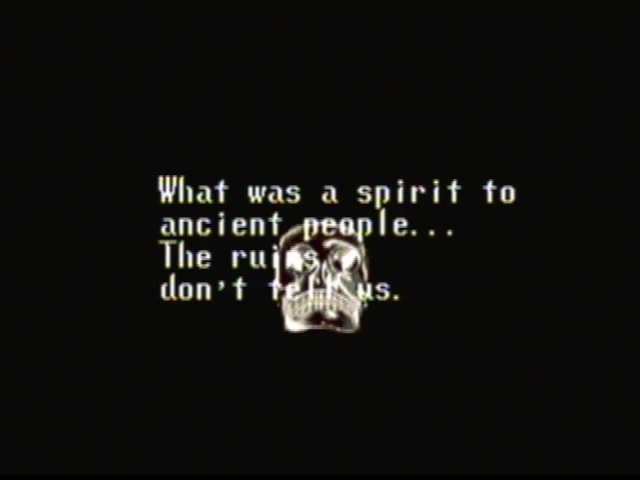 What was a spirit to
ancient people...
The ruins
don't tell us.